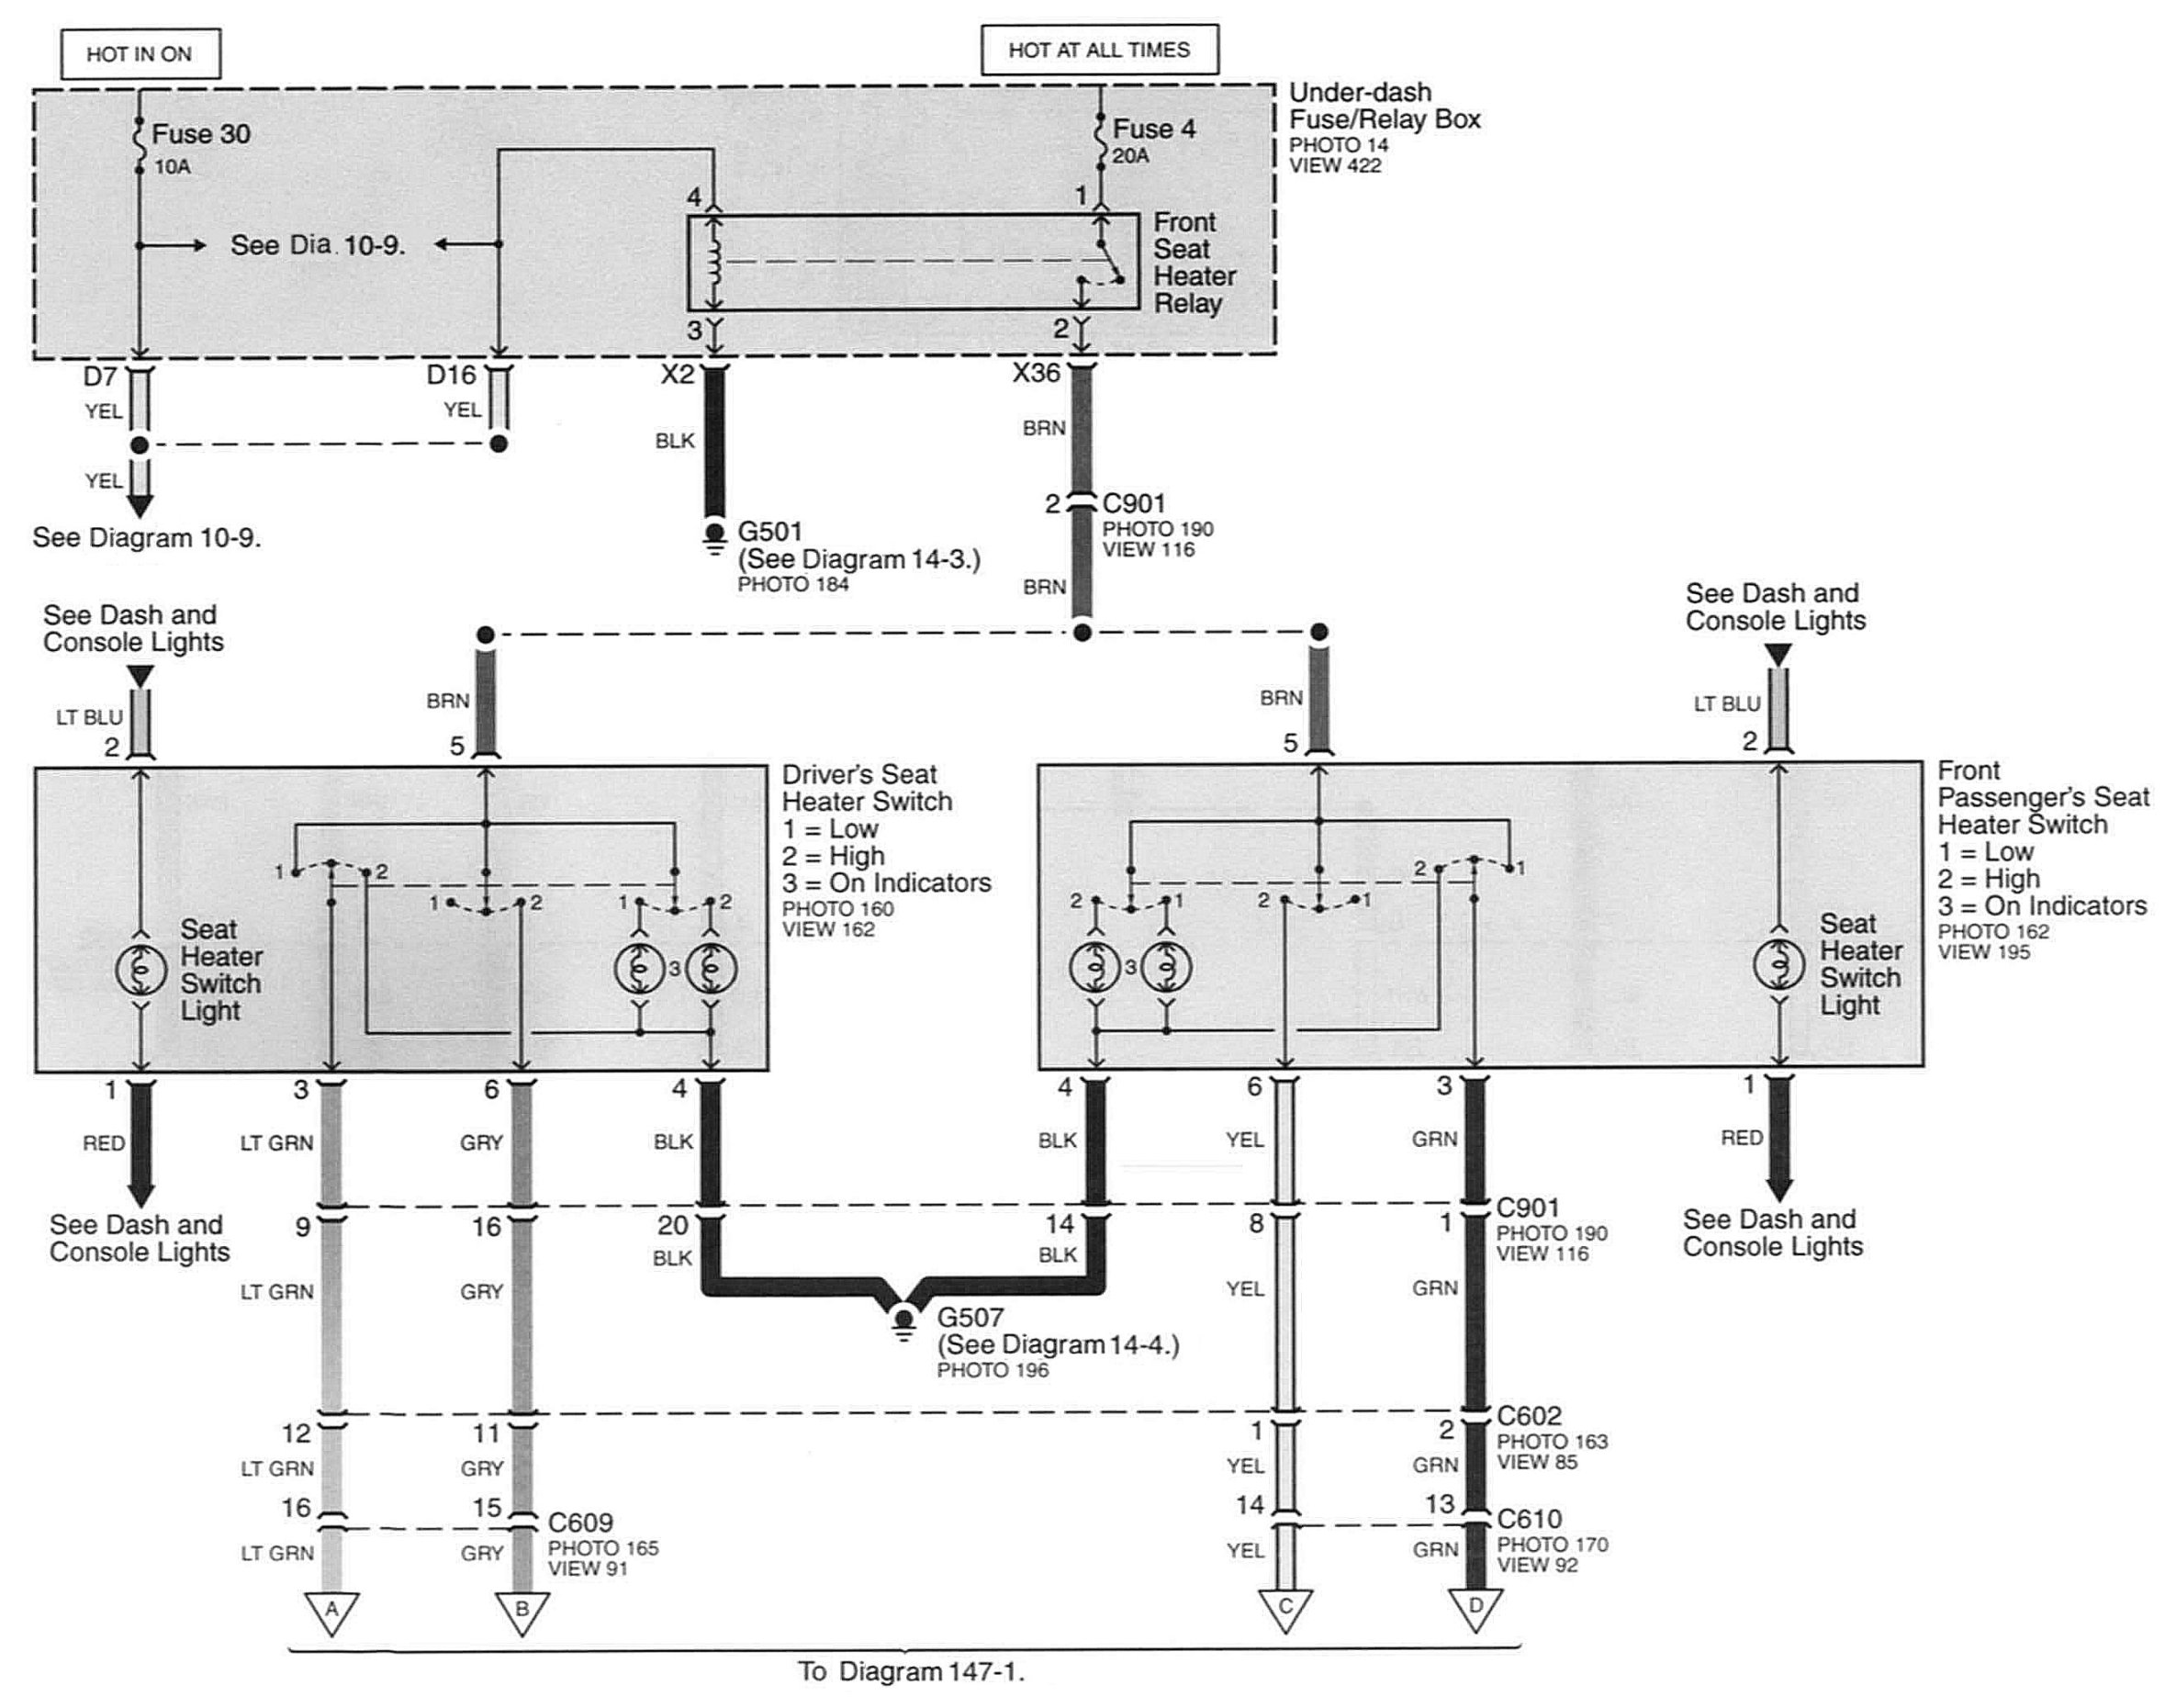 HOT IN ON
HOT AT ALL TIMES
Under-dash
Fuse/Relay Box
PHOTO 14
VIEW 422
Fuse 30
10A
Fuse 4
20A
4
1
See Dia. 10-9.
Front
Seat
Heater
Relay
3
2
D7
D16
X2
X36
YEL
YEL
BLK
BRN
YEL
See Diagram 10-9.
G501
(See Diagram 14-3.)
PHOTO 184
2
C901
PHOTO 190
VIEW 116
BRN
See Dash and
Console Lights
See Dash and
Console Lights
LT BLU
2
BRN
5
BRN
5
LT BLU
2
Driver's Seat
Heater Switch
1 = Low
2 = High
3 = On Indicators
PHOTO 160
VIEW 162
Front
Passenger's Seat
Heater Switch
1 = Low
2 = High
3 = On Indicators
PHOTO 162
VIEW 195
1
2
1
2
1
2
3
Seat
Heater
Switch
Light
2
1
2
1
2
1
3
Seat
Heater
Switch
Light
1
3
6
4
4
6
3
1
RED
LT GRN
GRY
BLK
BLK
YEL
GRN
RED
See Dash and
Console Lights
9
16
20
14
8
1
C901
PHOTO 190
VIEW 116
See Dash and
Console Lights
BLK
BLK
LT GRN
GRY
YEL
GRN
G507
(See Diagram 14-4.)
PHOTO 196
12
11
1
2
C602
PHOTO 163
VIEW 85
LT GRN
GRY
YEL
GRN
16
15
14
13
C609
PHOTO 165
VIEW 91
C610
PHOTO 170
VIEW 92
LT GRN
GRY
YEL
GRN
A
B
C
D
To Diagram 147-1.